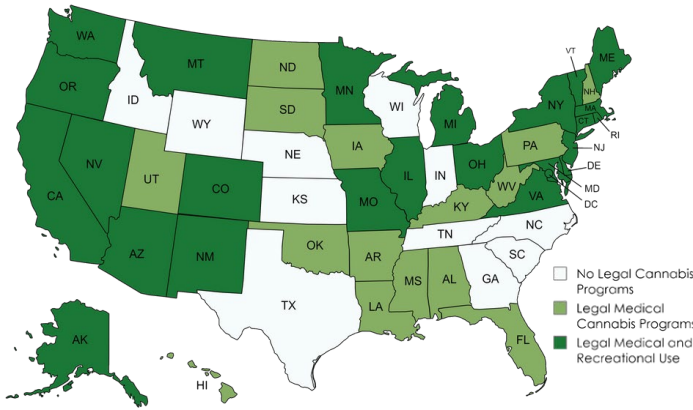 WA
OR
CA
ID
NV
MT
WY
UT
AZ
CO
NM
ND
SD
NE
KS
OK
TX
MN
IA
MO
AR
LA
WI
IL
MS
MI
IN
KY
TN
AL
OH
WV
GA
FL
SC
NC
VA
PA
NY
VT
NH
ME
MA
CT
RI
NJ
DE
MD
DC
AK
HI
No Legal Cannabis
Programs
Legal Medical
Cannabis Programs
Legal Medical and
Recreational Use